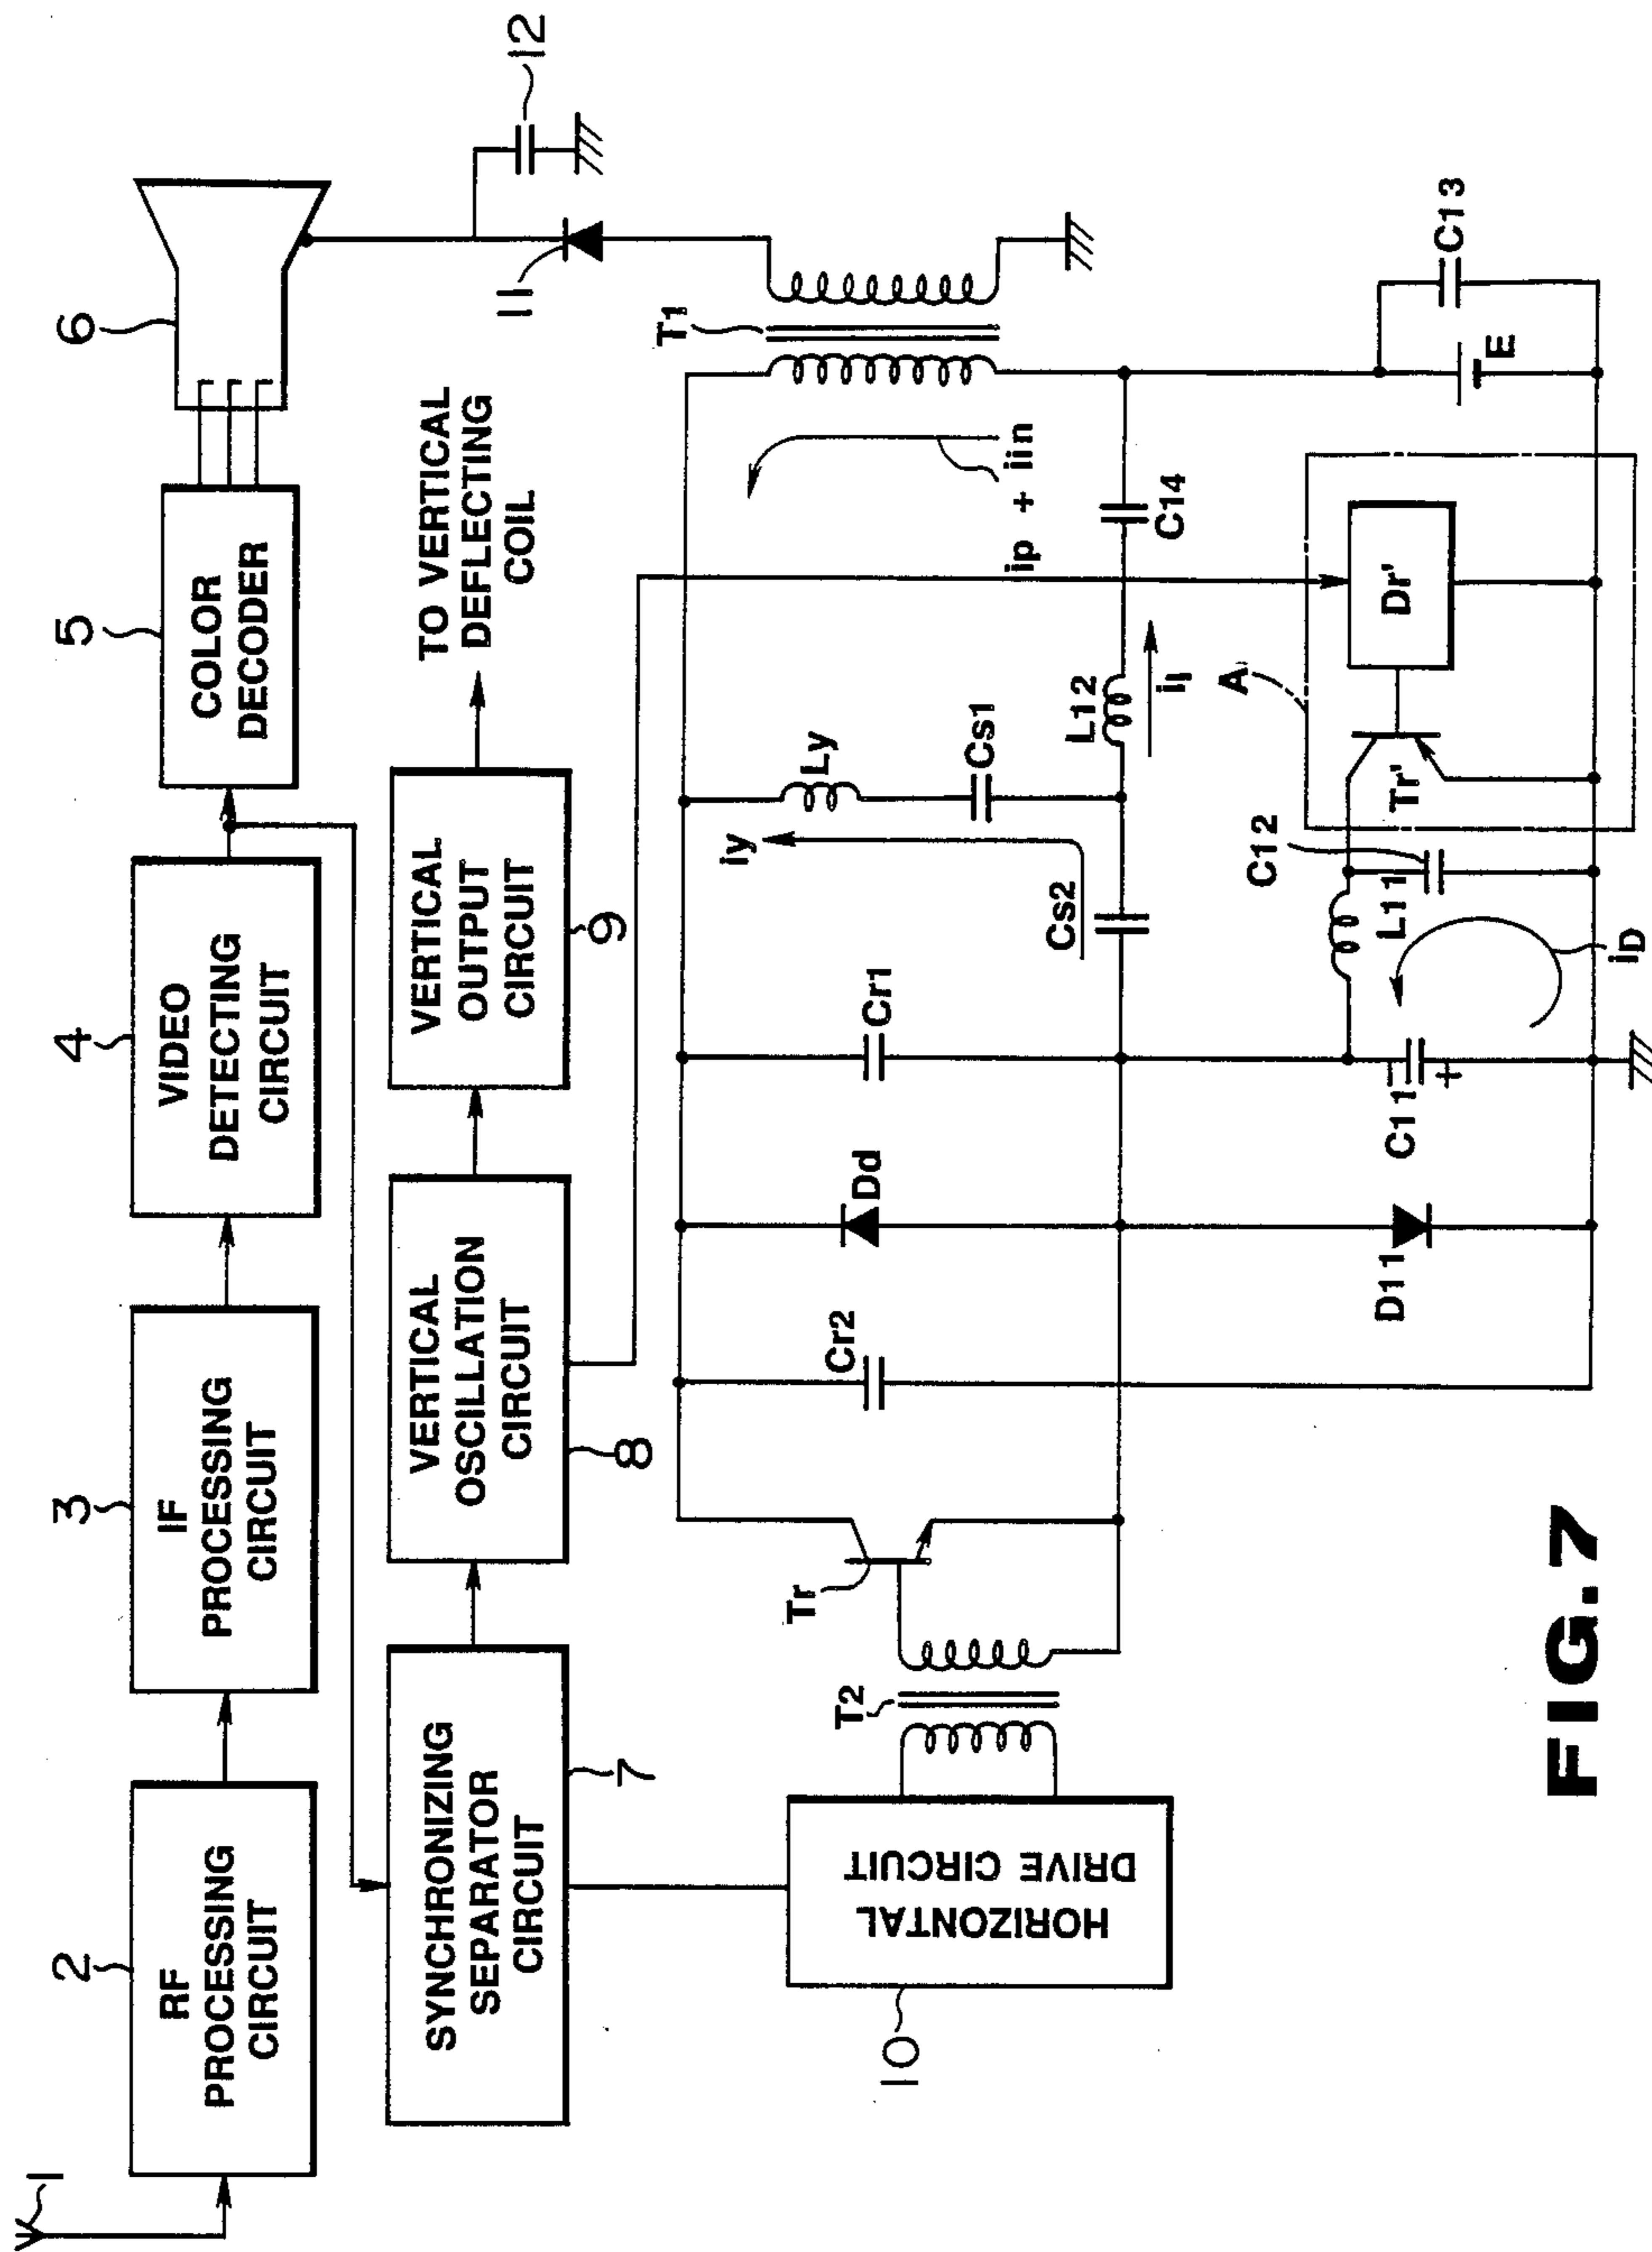 1
2
RF
PROCESSING
CIRCUIT
3
IF
PROCESSING
CIRCUIT
4
VIDEO
DETECTING
CIRCUIT
5
COLOR
DECODER
6
11
12
7
SYNCHRONIZING
SEPARATOR
CIRCUIT
8
VERTICAL
OSCILLATION
CIRCUIT
9
VERTICAL
OUTPUT
CIRCUIT
TO VERTICAL
DEFLECTING
COIL
10
HORIZONTAL
DRIVE CIRCUIT
T2
Tr
Cr2
Dd
Cr1
iy
Ly
Cs1
Cs2
L12
i1
C14
ip + iin
T1
D11
C11
+
iD
L11
C12
A
Tr'
Dr'
E
C13
FIG.7